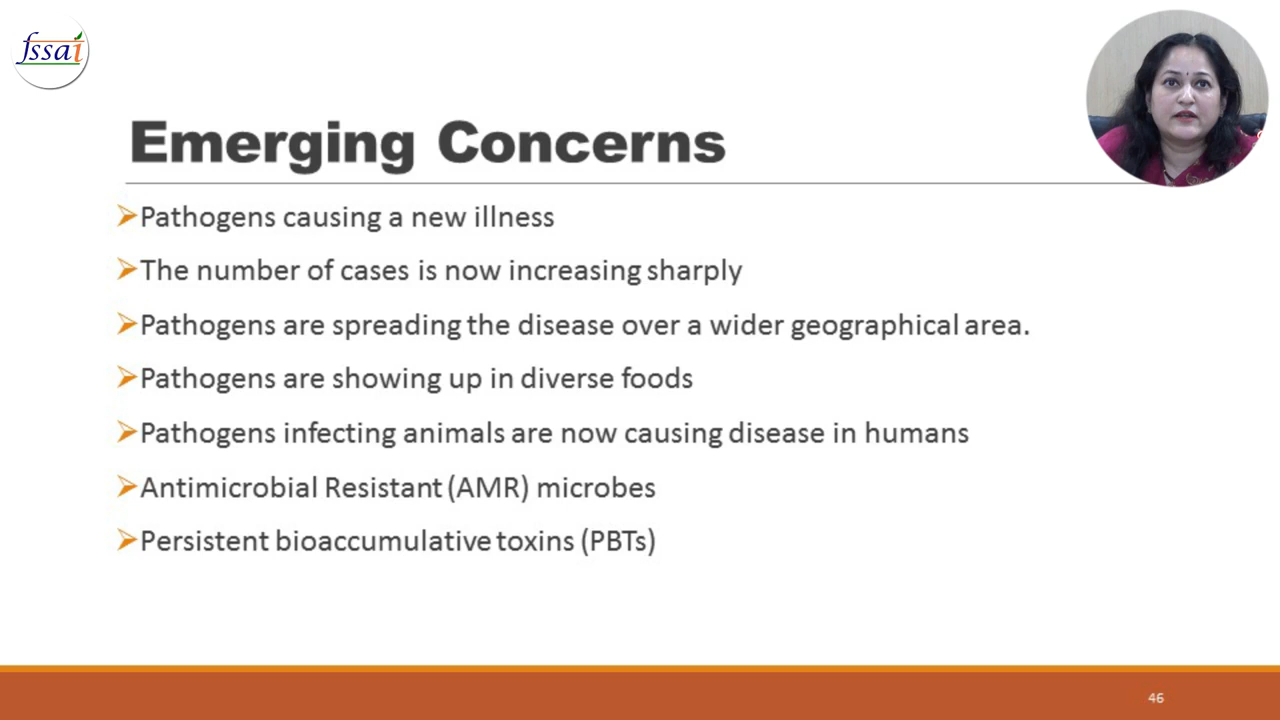 fssai
Emerging Concerns
Pathogens causing a new illness
The number of cases is now increasing sharply
Pathogens are spreading the disease over a wider geographical area.
Pathogens are showing up in diverse foods
Pathogens infecting animals are now causing disease in humans
Antimicrobial Resistant (AMR) microbes
Persistent bioaccumulative toxins (PBTs)
46